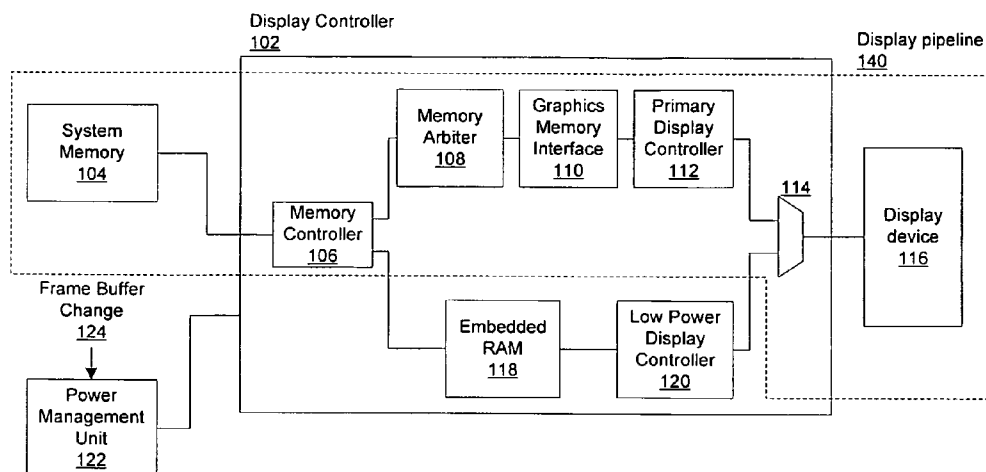 Display Controller
102
Display pipeline
140
System
Memory
104
Memory
Arbiter
108
Graphics
Memory
Interface
110
Primary
Display
Controller
112
114
Memory
Controller
106
Display
device
116
Frame Buffer
Change
124
Embedded
RAM
118
Low Power
Display
Controller
120
Power
Management
Unit
122